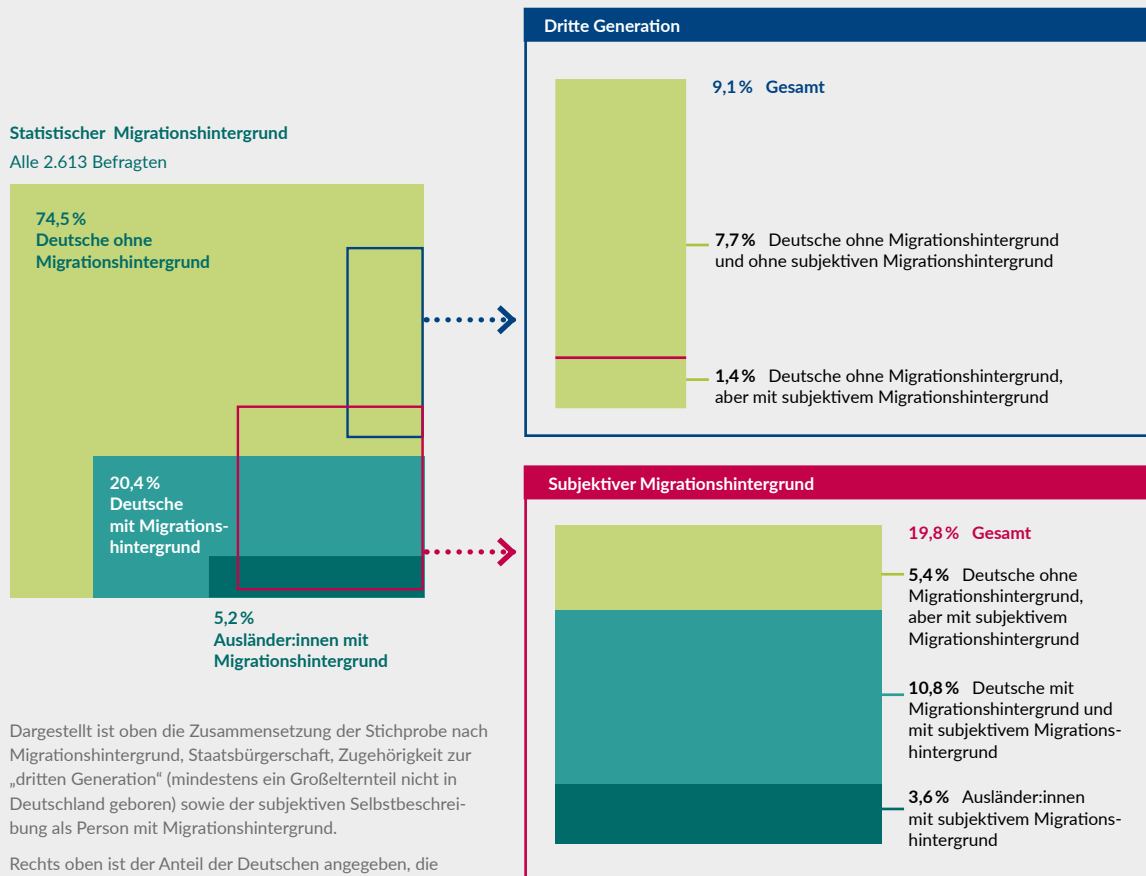 Statistischer Migrationshintergrund
Alle 2.613 Befragten
74,5 %
Deutsche ohne
Migrationshintergrund
20,4 %
Deutsche
mit Migrations-
hintergrund
5,2 %
Ausländer:innen mit
Migrationshintergrund
Dargestellt ist oben die Zusammensetzung der Stichprobe nach
Migrationshintergrund, Staatsbürgerschaft, Zugehörigkeit zur
„dritten Generation“ (mindestens ein Großelternteil nicht in
Deutschland geboren) sowie der subjektiven Selbstbeschrei-
bung als Person mit Migrationshintergrund.
Rechts oben ist der Anteil der Deutschen angegeben, die
Dritte Generation
9,1 % Gesamt
7,7 % Deutsche ohne Migrationshintergrund
und ohne subjektiven Migrationshintergrund
1,4 % Deutsche ohne Migrationshintergrund,
aber mit subjektivem Migrationshintergrund
Subjektiver Migrationshintergrund
19,8 % Gesamt
5,4 % Deutsche ohne
Migrationshintergrund,
aber mit subjektivem
Migrationshintergrund
10,8 % Deutsche mit
Migrationshintergrund und
mit subjektivem Migrations-
hintergrund
3,6 % Ausländer:innen
mit subjektivem Migrations-
hintergrund